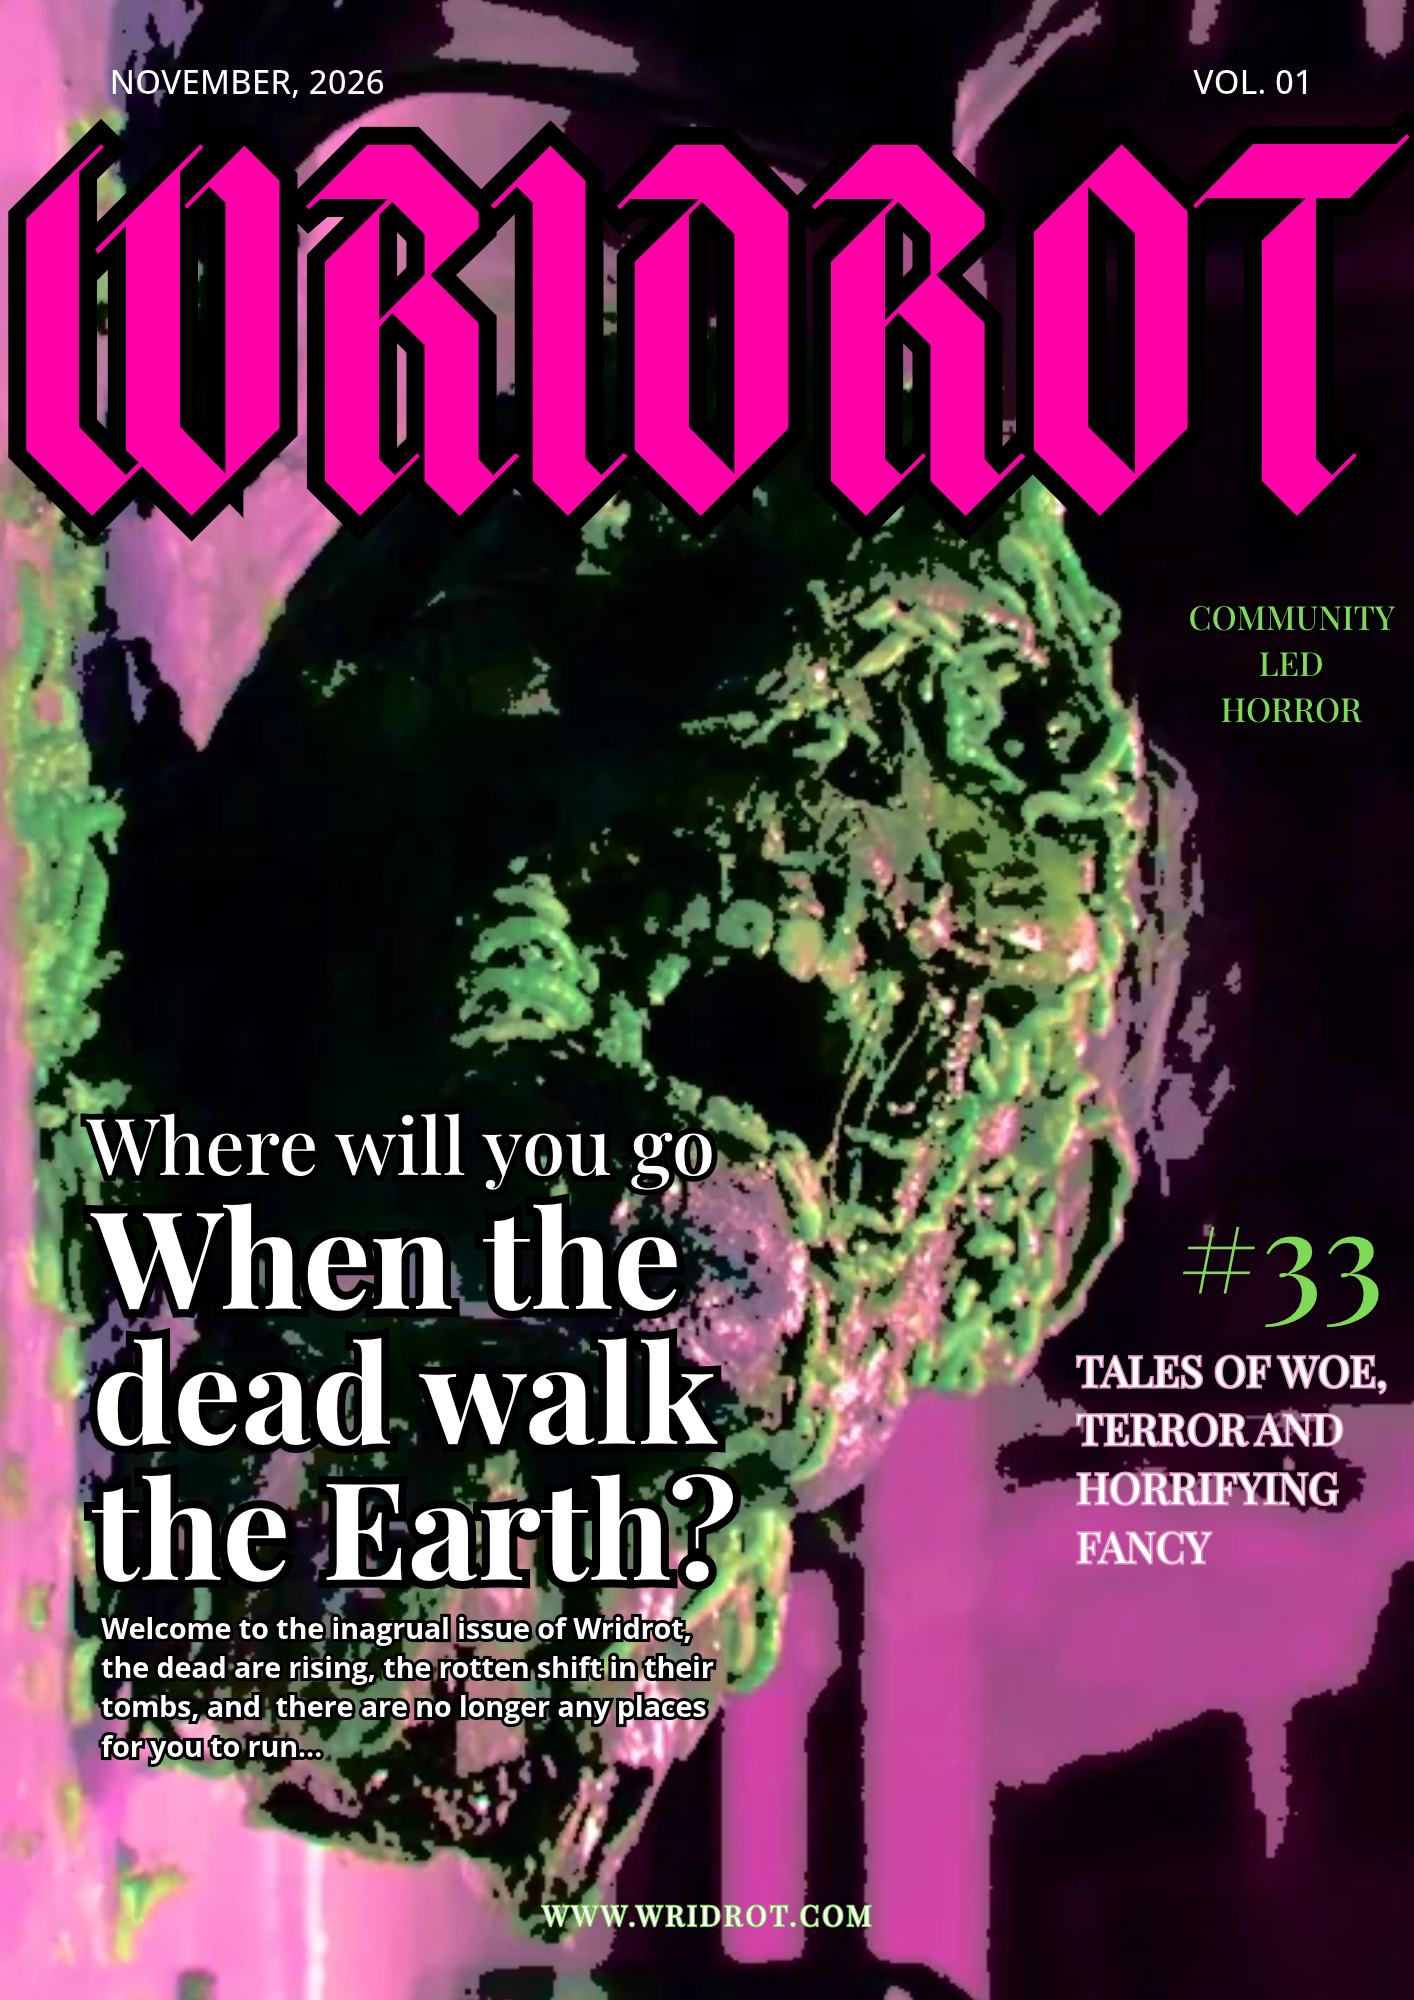 NOVEMBER, 2026
VOL. 01
WRIDROT
COMMUNITY
LED
HORROR
Where will you go
When the
dead walk
the Earth?
Welcome to the inagrual issue of Wridrot,
the dead are rising, the rotten shift in their
tombs, and  there are no longer any places
for you to run...
#33
TALES OF WOE,
TERROR AND
HORRIFYING
FANCY
WWW.WRIDROT.COM